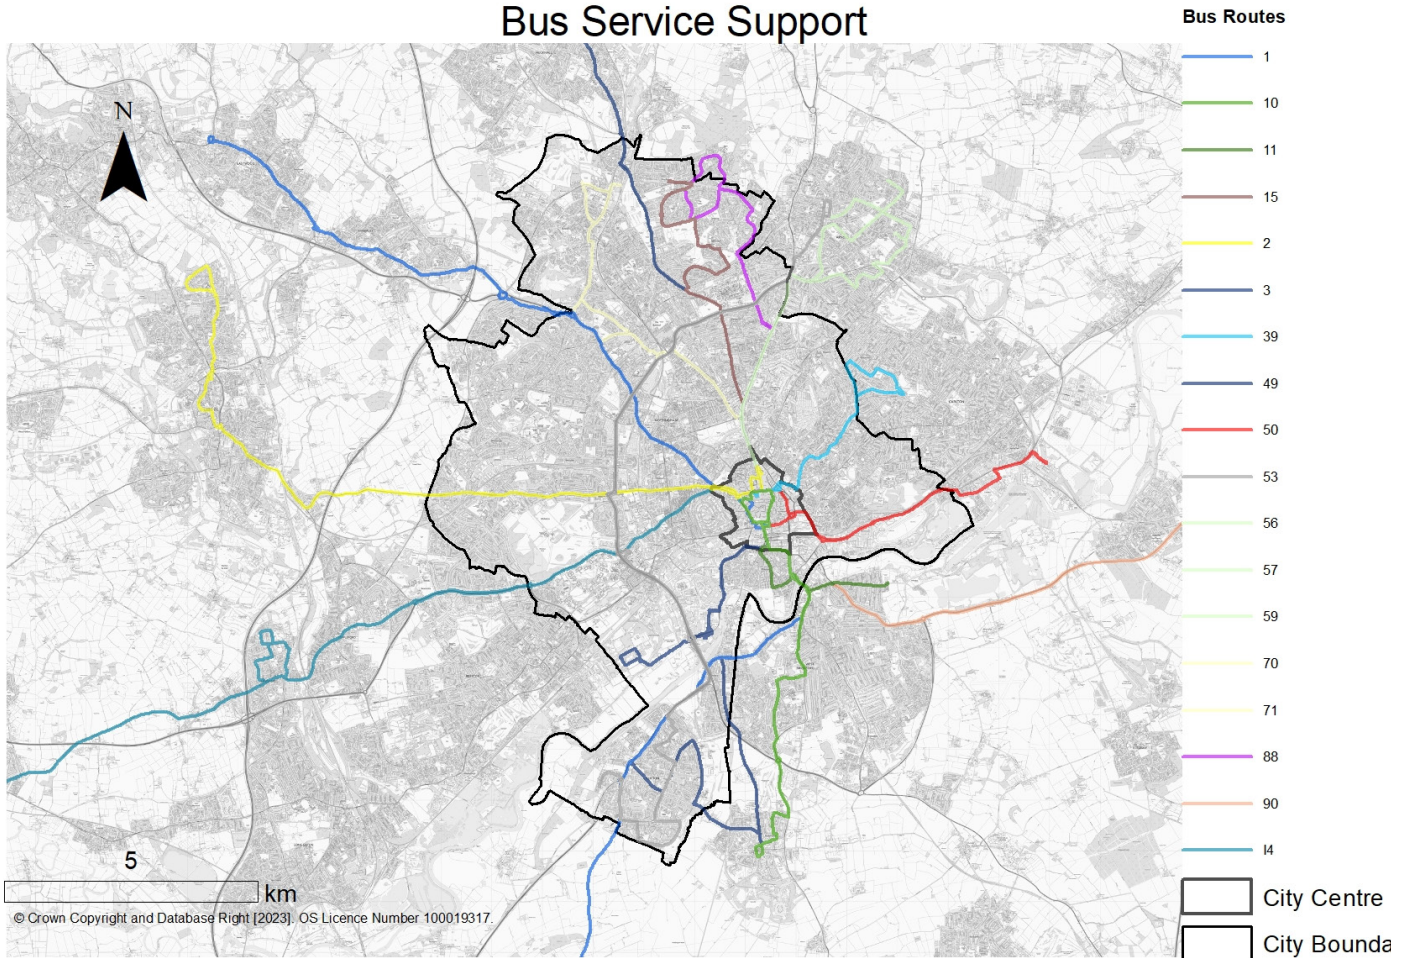 Bus Service Support
Bus Routes
1
10
11
15
2
3
39
49
50
53
56
57
59
70
71
88
90
I4
City Centre
City Bounda
N
5
km
© Crown Copyright and Database Right [2023]. OS Licence Number 100019317.